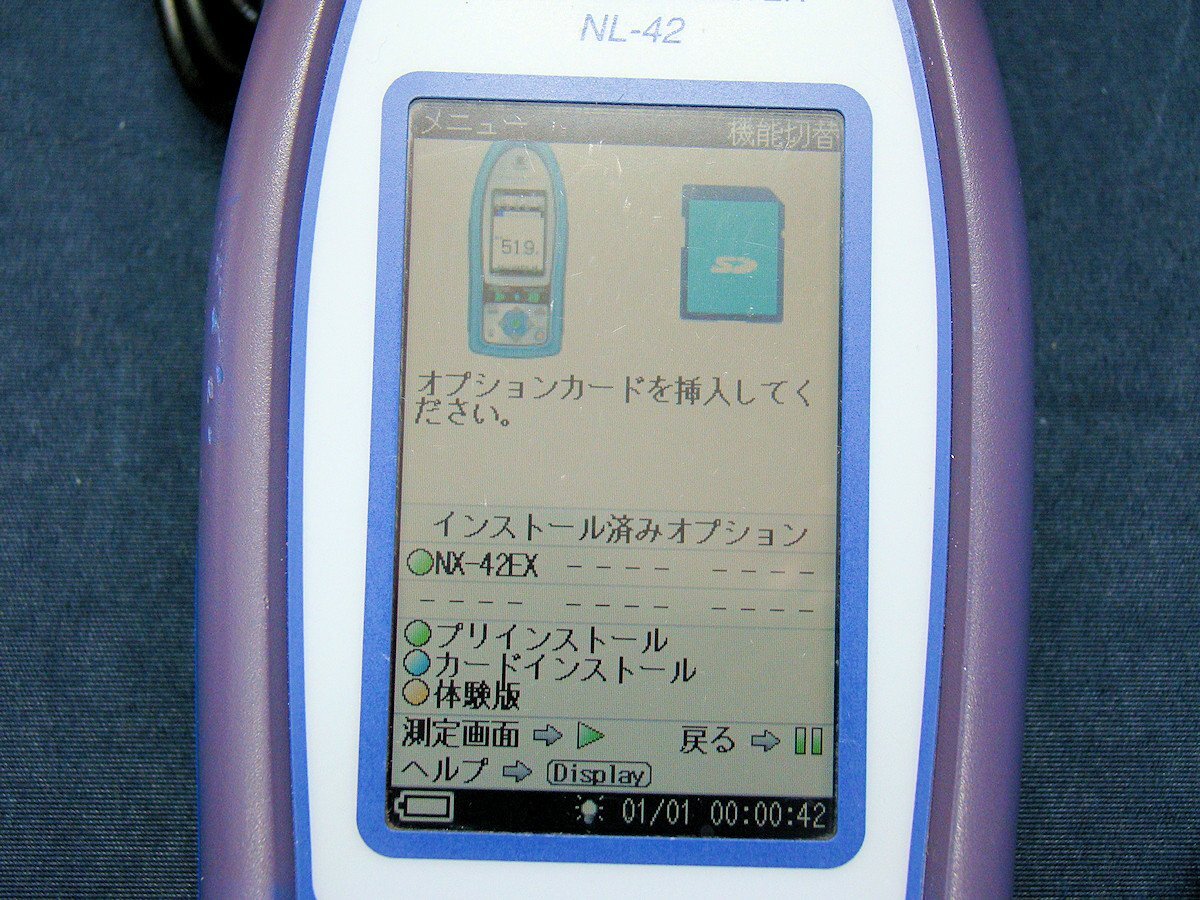 NL-42
メニュー 機能切替
519.
SD
オプションカードを挿入してく
ださい。
インストール済みオプション
NX-42EX ---- ----
---- ---- ----
プリインストール
カードインストール
体験版
測定画面 ⇨ ▷ 戻る ⇨
ヘルプ ⇨ Display
01/01 00:00:42